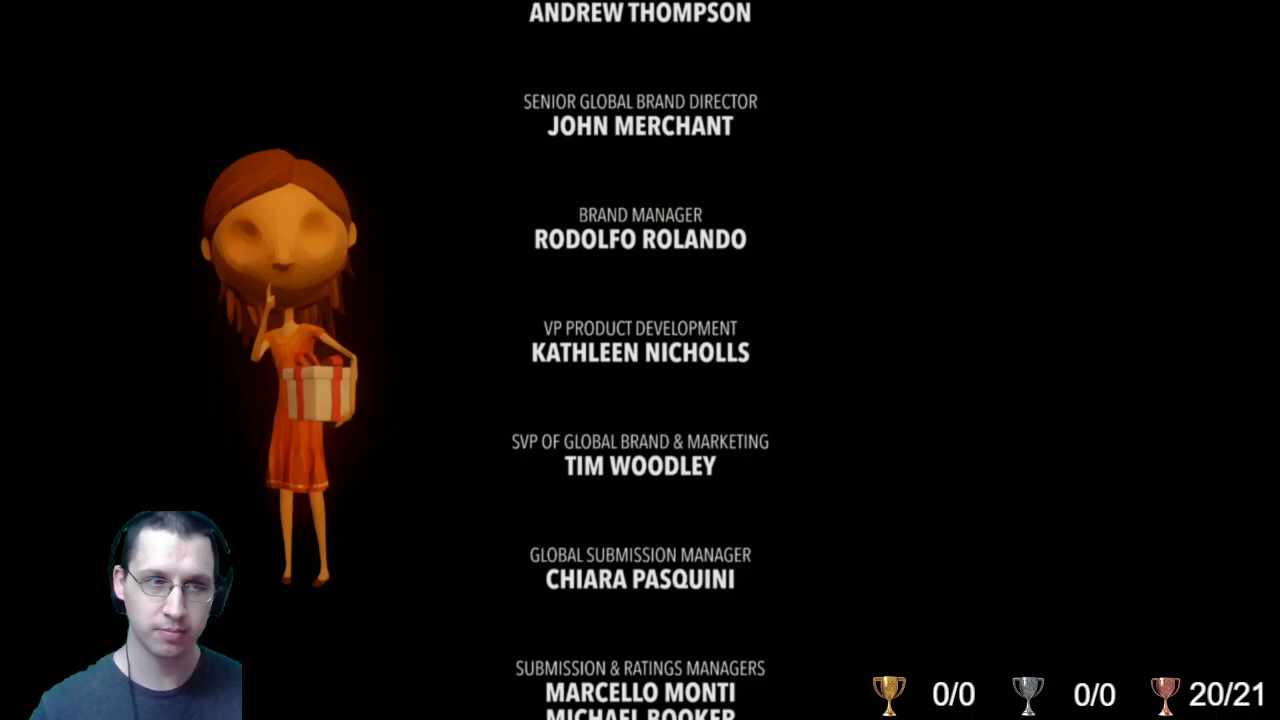 ANDREW THOMPSON
SENIOR GLOBAL BRAND DIRECTOR
JOHN MERCHANT
BRAND MANAGER
RODOLFO ROLANDO
VP PRODUCT DEVELOPMENT
KATHLEEN NICHOLLS
SVP OF GLOBAL BRAND & MARKETING
TIM WOODLEY
GLOBAL SUBMISSION MANAGER
CHIARA PASQUINI
SUBMISSION & RATINGS MANAGERS
MARCELLO MONTI
MICHAEL BOOKER
0/0 0/0 20/21